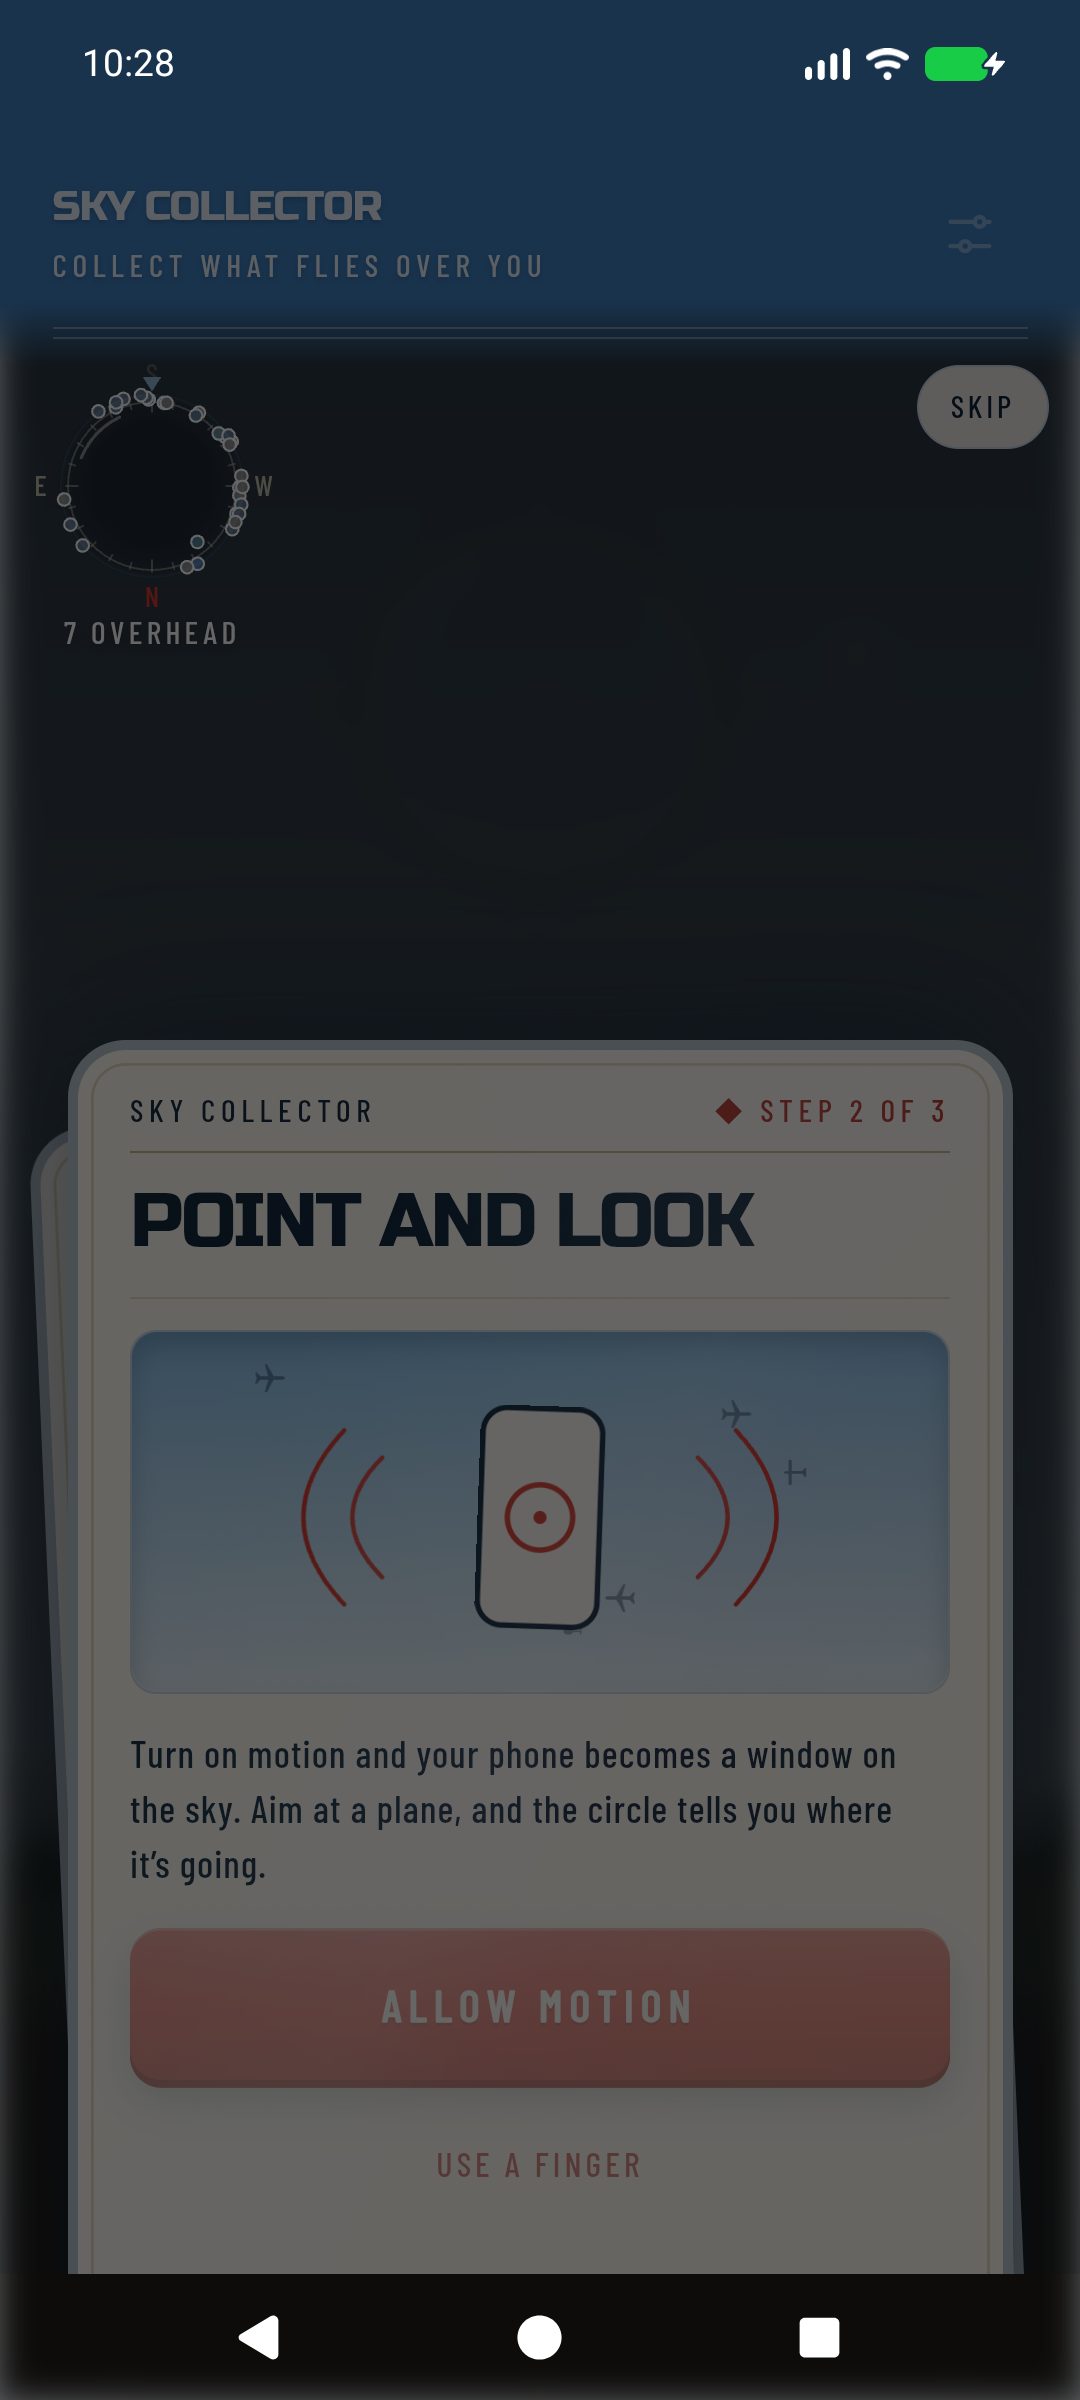 10:28
SKY COLLECTOR
COLLECT WHAT FLIES OVER YOU
S
SKIP
E
W
N
7 OVERHEAD
SKY COLLECTOR
STEP 2 OF 3
POINT AND LOOK
Turn on motion and your phone becomes a window on
the sky. Aim at a plane, and the circle tells you where
it’s going.
ALLOW MOTION
USE A FINGER